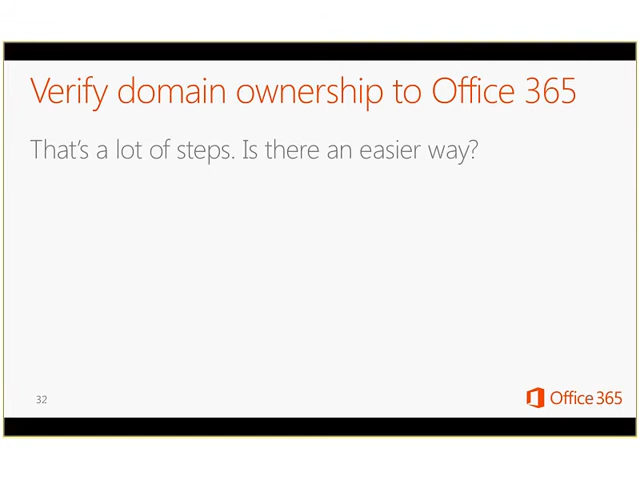 Verify domain ownership to Office 365
That's a lot of steps. Is there an easier way?
32
Office 365